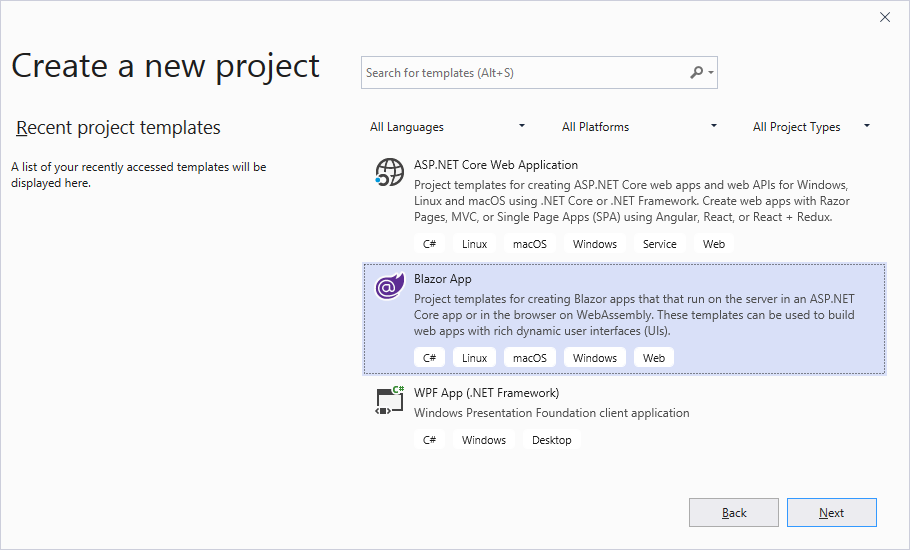 Create a new project
Search for templates (Alt+S)
Recent project templates
A list of your recently accessed templates will be
displayed here.
All Languages
All Platforms
All Project Types
ASP.NET Core Web Application
Project templates for creating ASP.NET Core web apps and web APIs for Windows,
Linux and macOS using .NET Core or .NET Framework. Create web apps with Razor
Pages, MVC, or Single Page Apps (SPA) using Angular, React, or React + Redux.
C# Linux macOS Windows Service Web
Blazor App
Project templates for creating Blazor apps that that run on the server in an ASP.NET
Core app or in the browser on WebAssembly. These templates can be used to build
web apps with rich dynamic user interfaces (UIs).
C# Linux macOS Windows Web
C#
WPF App (.NET Framework)
Windows Presentation Foundation client application
C# Windows Desktop
Back
Next